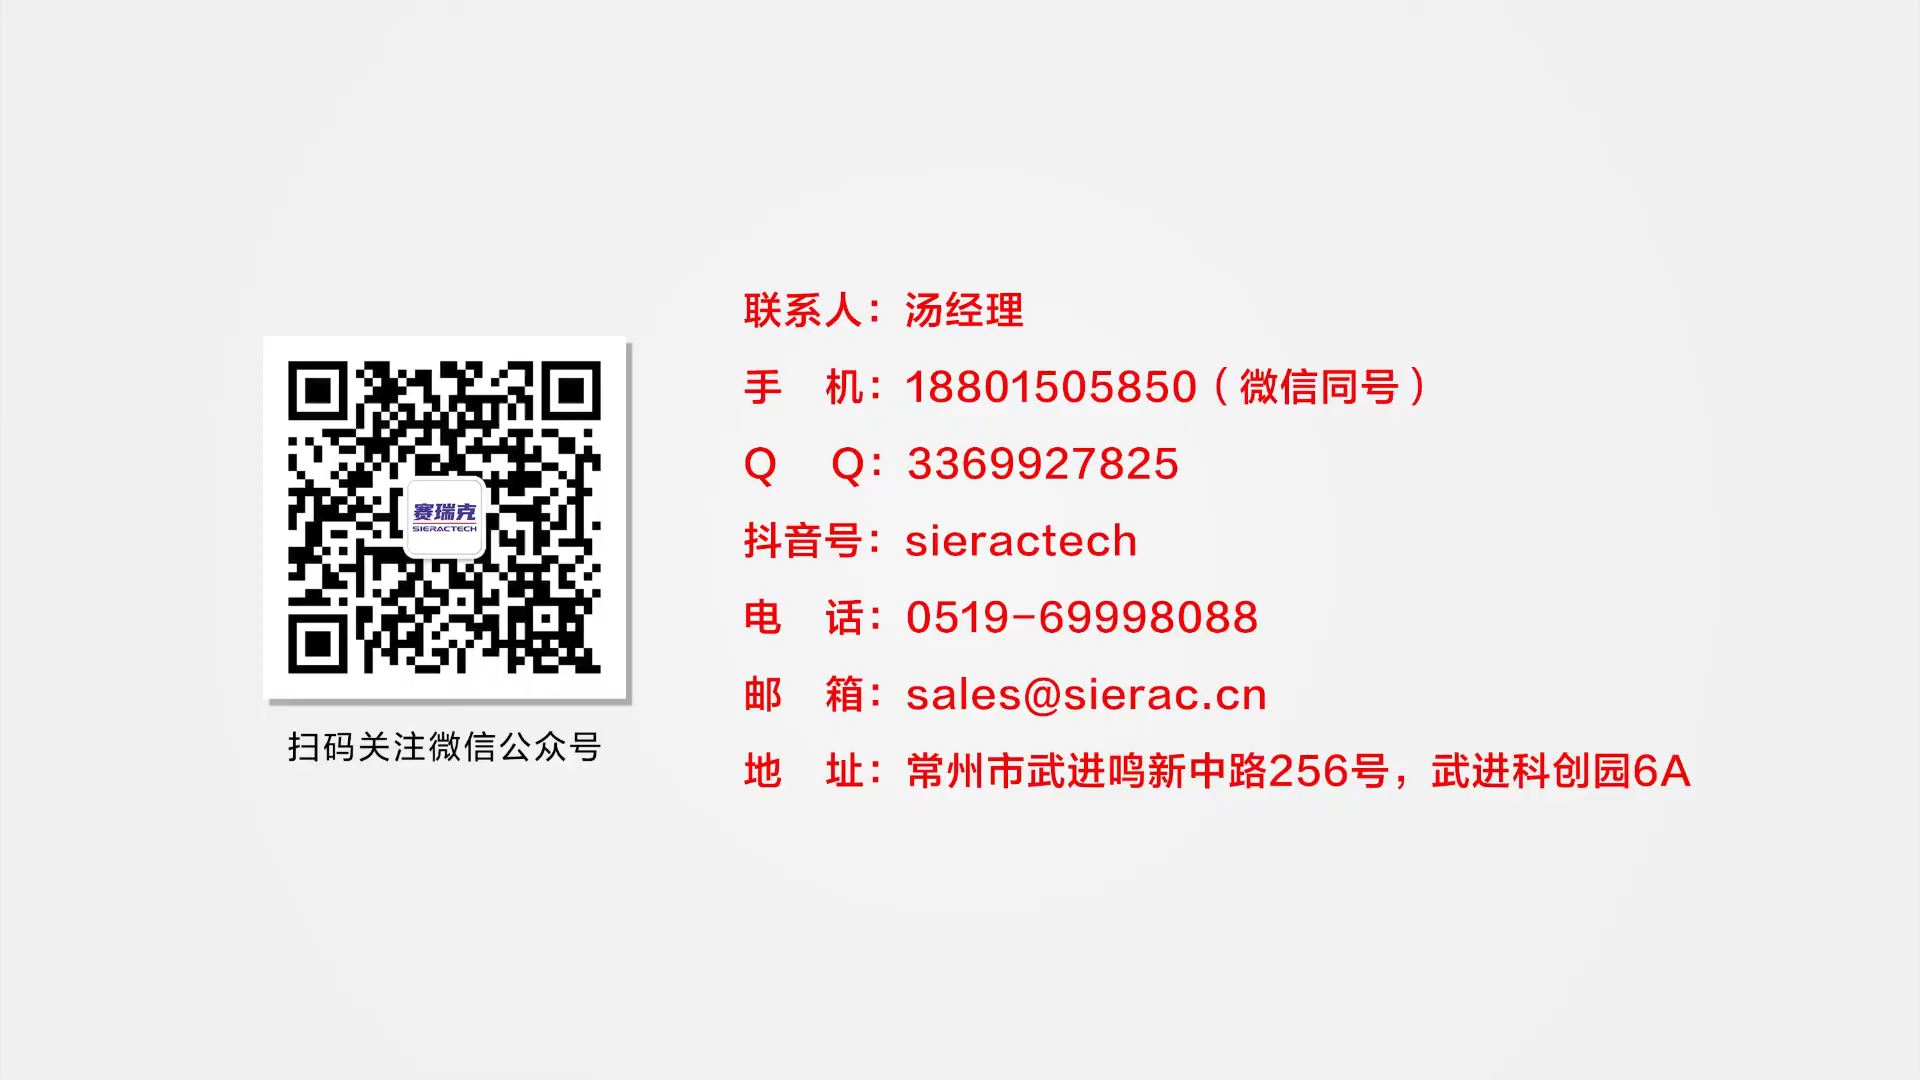 赛瑞克
SIERACTECH
扫码关注微信公众号
联系人：汤经理
手 机：18801505850（微信同号）
Q Q：3369927825
抖音号：sieractech
电 话：0519-69998088
邮 箱：sales@sierac.cn
地 址：常州市武进鸣新中路256号，武进科创园6A